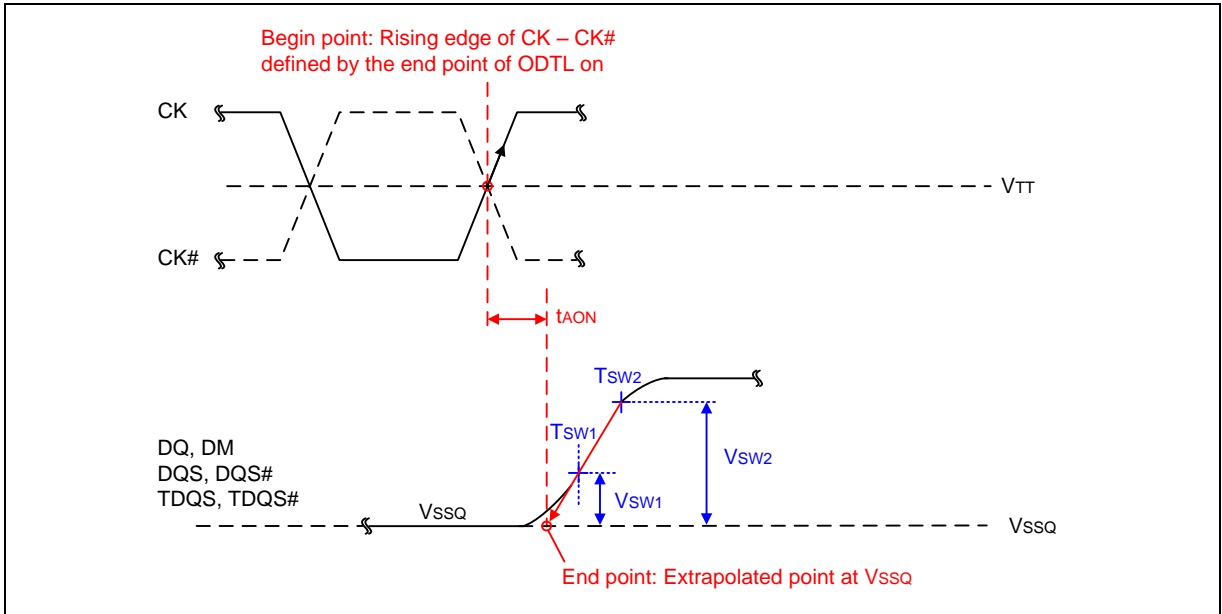 Begin point: Rising edge of CK – CK#
defined by the end point of ODTL on
CK
VTT
CK#
tAON
TSW2
TSW1
DQ, DM
DQS, DQS#
TDQS, TDQS#
VSW2
VSW1
VSSQ
VSSQ
End point: Extrapolated point at VSSQ